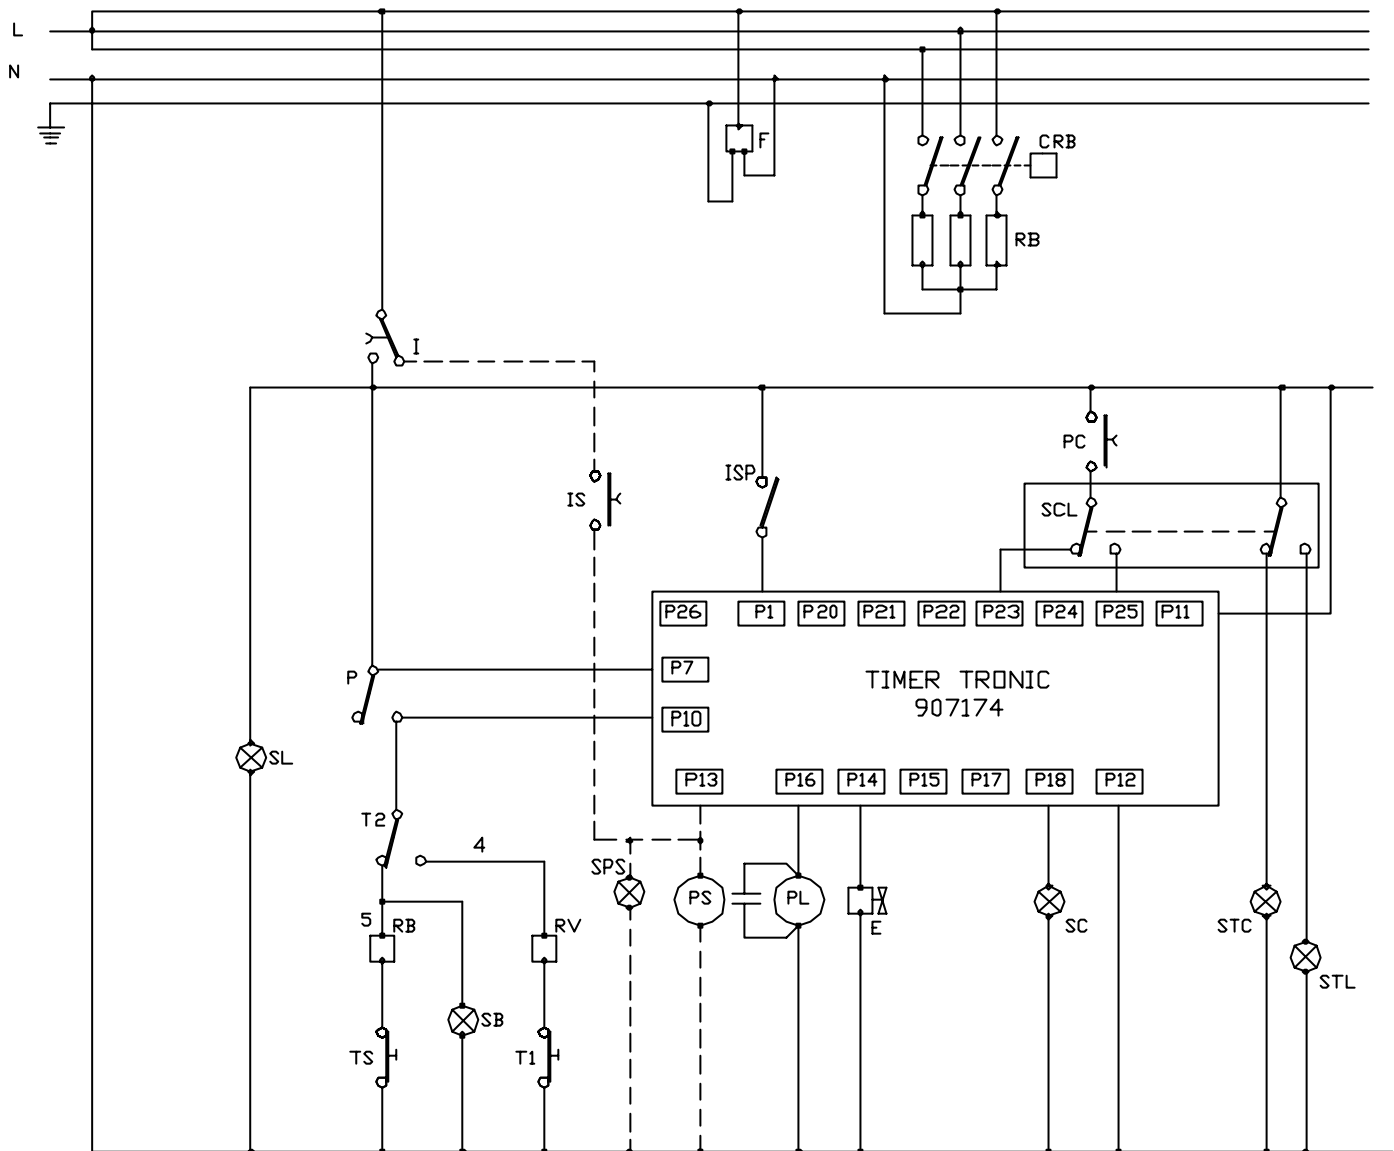 L
N
F
CRB
RB
I
IS
ISP
PC
SCL
P26 P1 P20 P21 P22 P23 P24 P25 P11
P
P7
TIMER TRONIC
P10
907174
SL
P13 P16 P14 P15 P17 P18 P12
T2
4
SPS
PS
PL
E
SC
STC
STL
5
RB
RV
SB
TS
T1